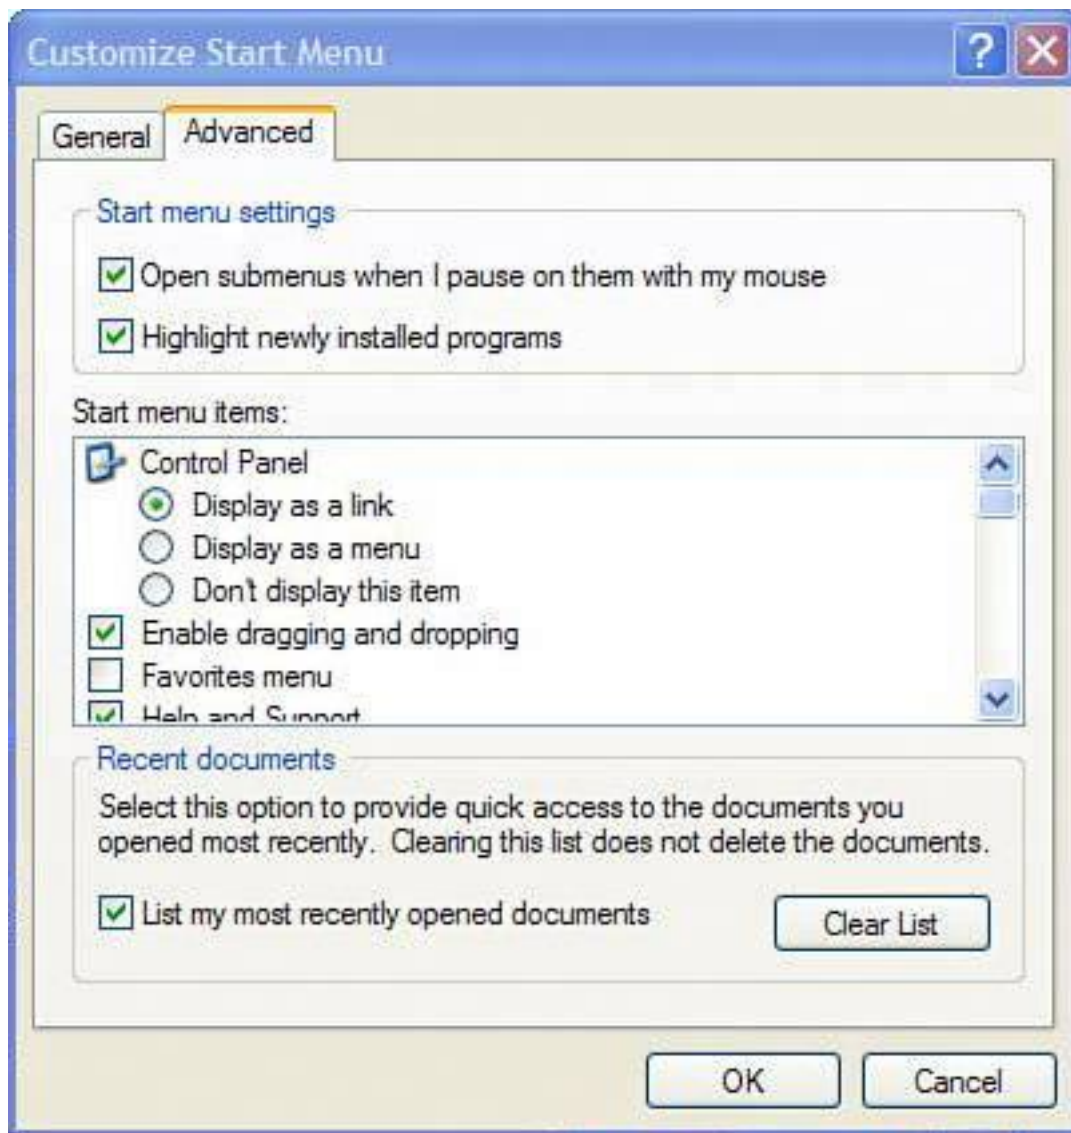 Customize Start Menu
General
Advanced
Start menu settings
Open submenus when I pause on them with my mouse
Highlight newly installed programs
Start menu items:
Control Panel
Display as a link
Display as a menu
Don't display this item
Enable dragging and dropping
Favorites menu
Help and Support
Recent documents
Select this option to provide quick access to the documents you
opened most recently. Clearing this list does not delete the documents.
List my most recently opened documents
Clear List
OK
Cancel